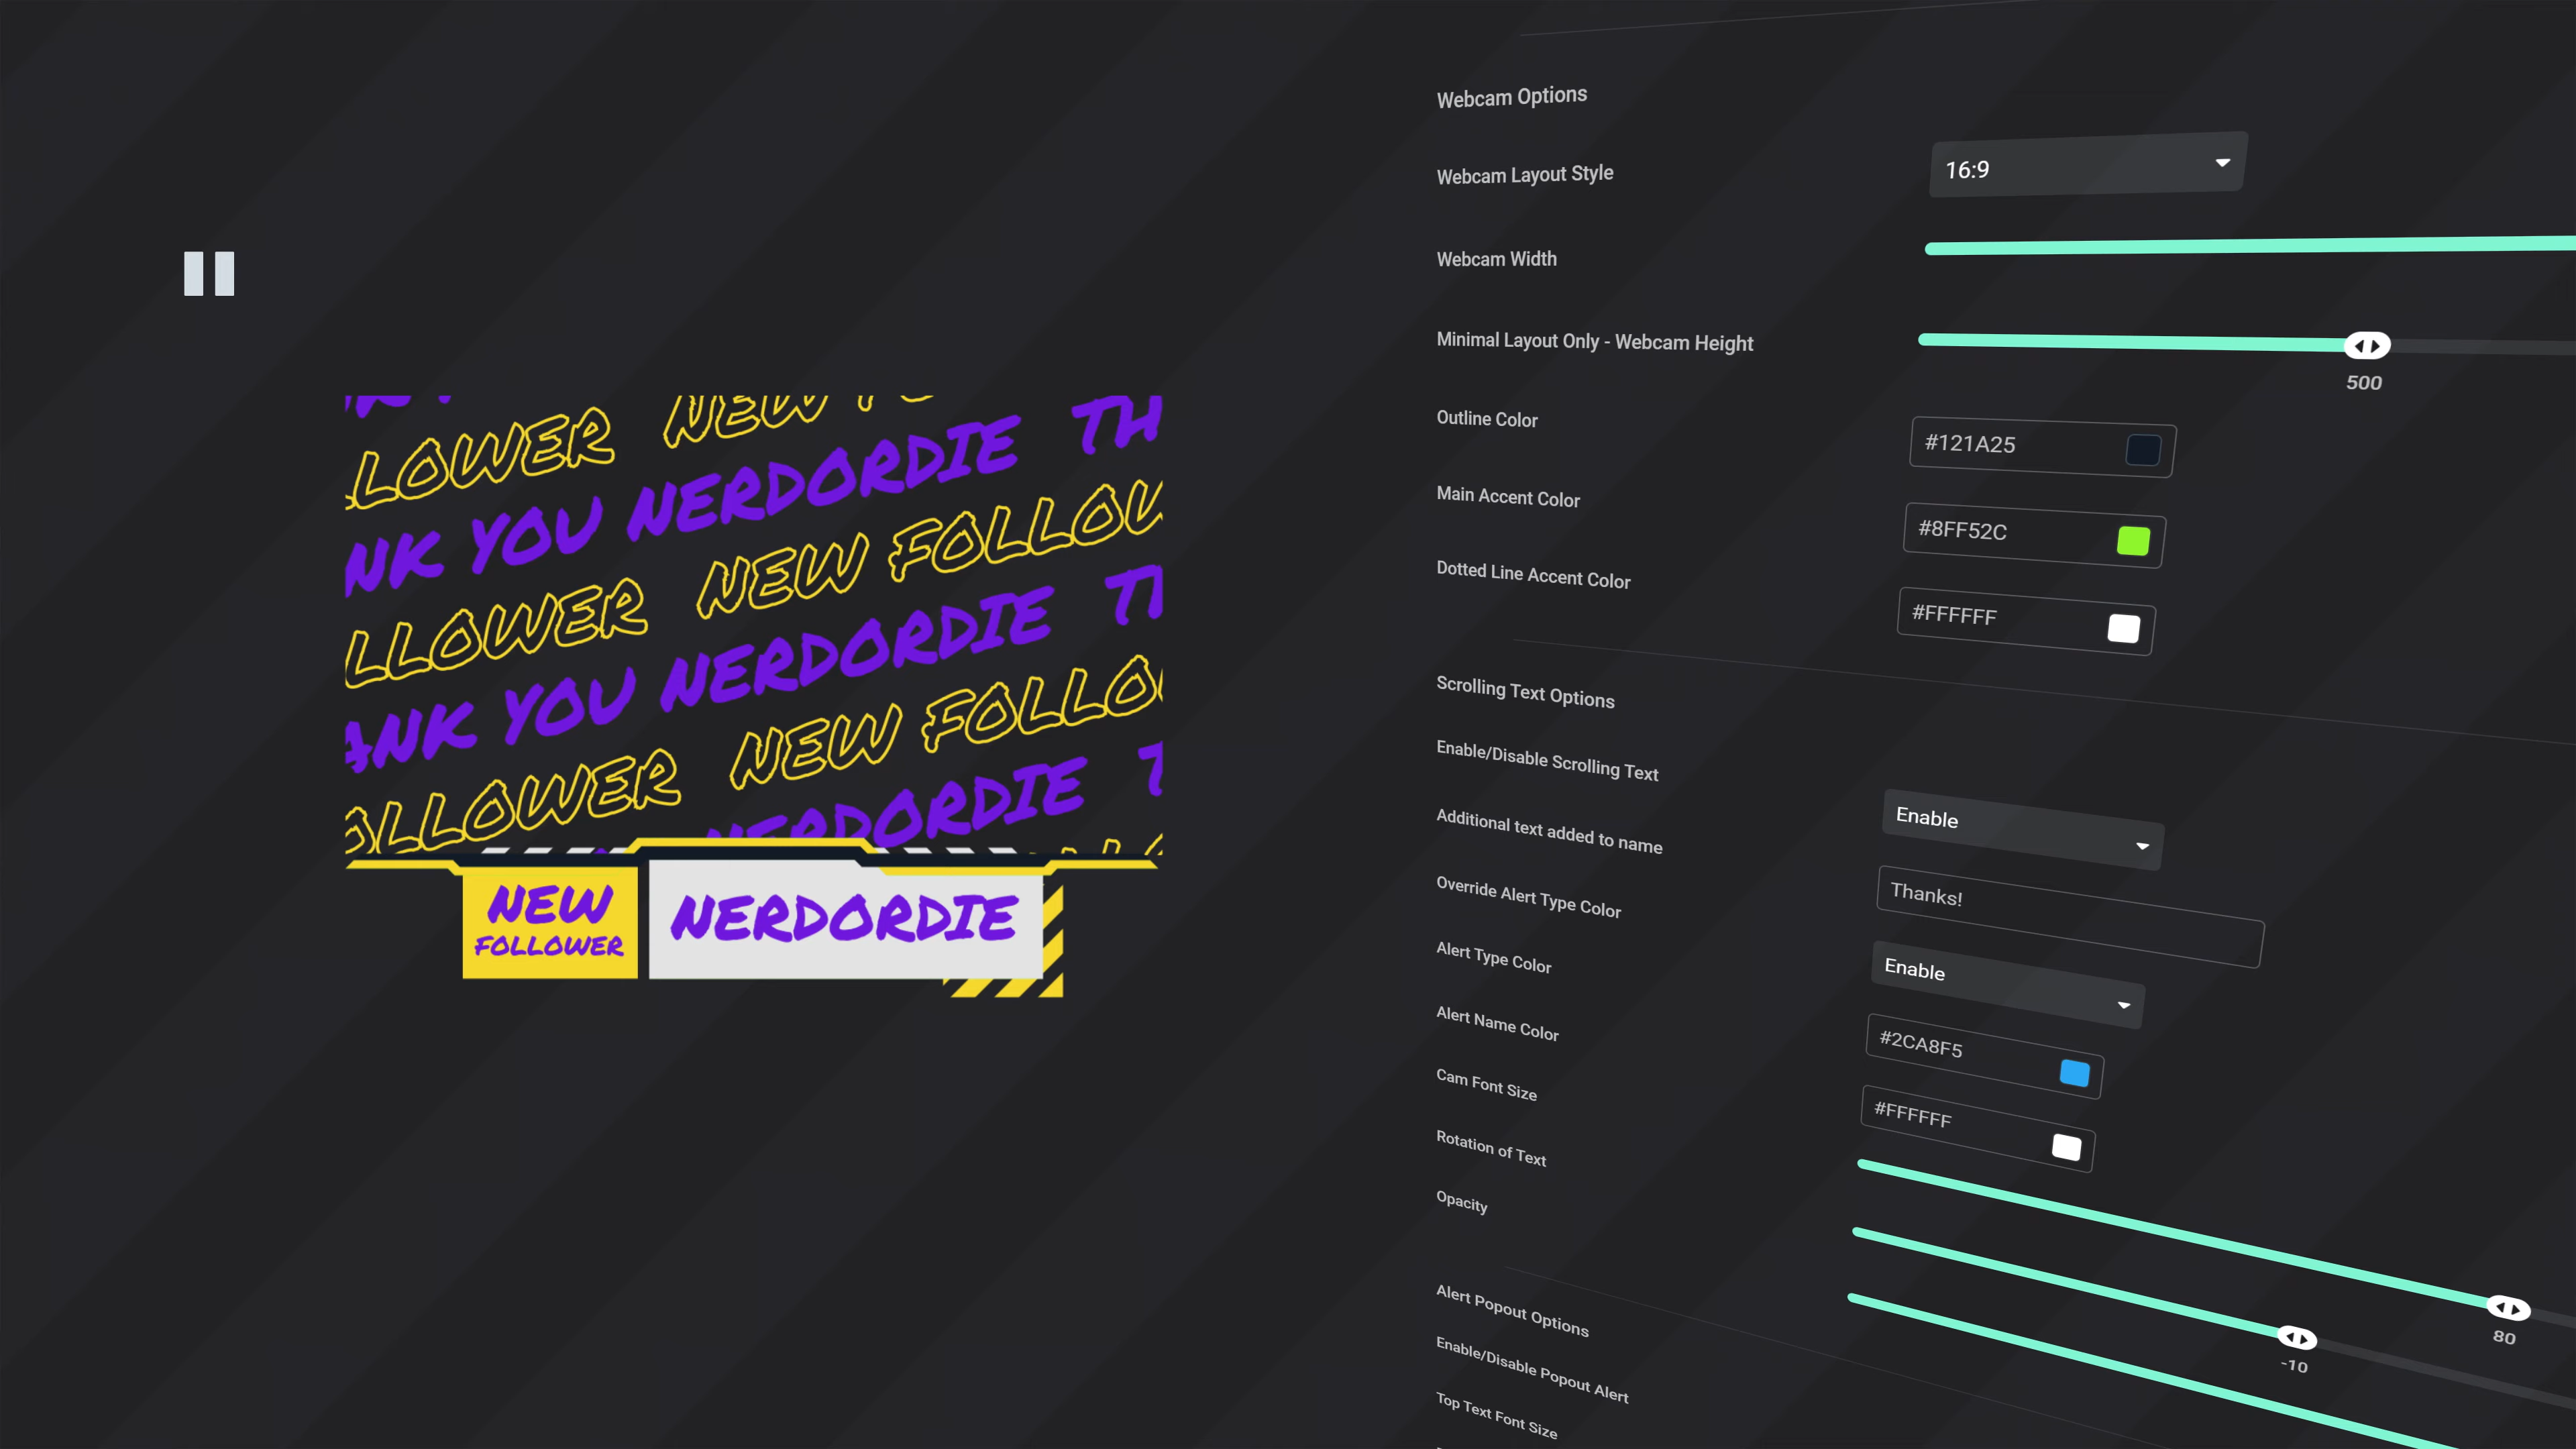 LOWER NEW
NK YOU NERDORDIE TH
LLOWER NEW FOLLOW
ANK YOU NERDORDIE
OLLOWER NEW FOLLO
NERDORDIE
NEW
FOLLOWER
NERDORDIE
Webcam Options
Webcam Layout Style
16:9
Webcam Width
Minimal Layout Only - Webcam Height
500
Outline Color
#121A25
Main Accent Color
#8FF52C
Dotted Line Accent Color
#FFFFFF
Scrolling Text Options
Enable/Disable Scrolling Text
Enable
Additional text added to name
Thanks!
Override Alert Type Color
Enable
Alert Type Color
#2CA8F5
Alert Name Color
#FFFFFF
Cam Font Size
80
Rotation of Text
-10
Opacity
Alert Popout Options
Enable/Disable Popout Alert
Top Text Font Size